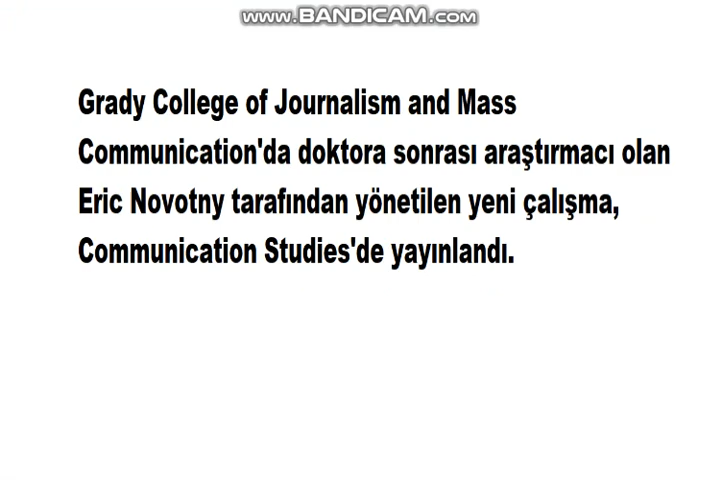 www.BANDICAM.com
Grady College of Journalism and Mass
Communication'da doktora sonrası araştırmacı olan
Eric Novotny tarafından yönetilen yeni çalışma,
Communication Studies'de yayınlandı.